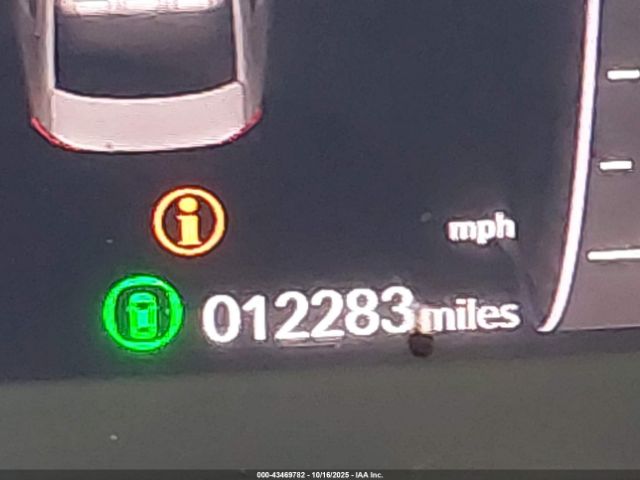 i
mph
012283 miles
000-43469782 - 10/16/2025 - IAA Inc.